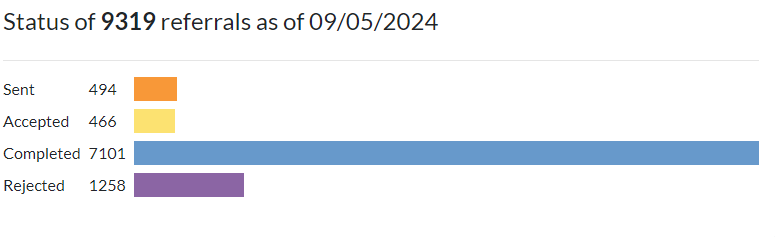 Status of 9319 referrals as of 09/05/2024
Sent 494
Accepted 466
Completed 7101
Rejected 1258